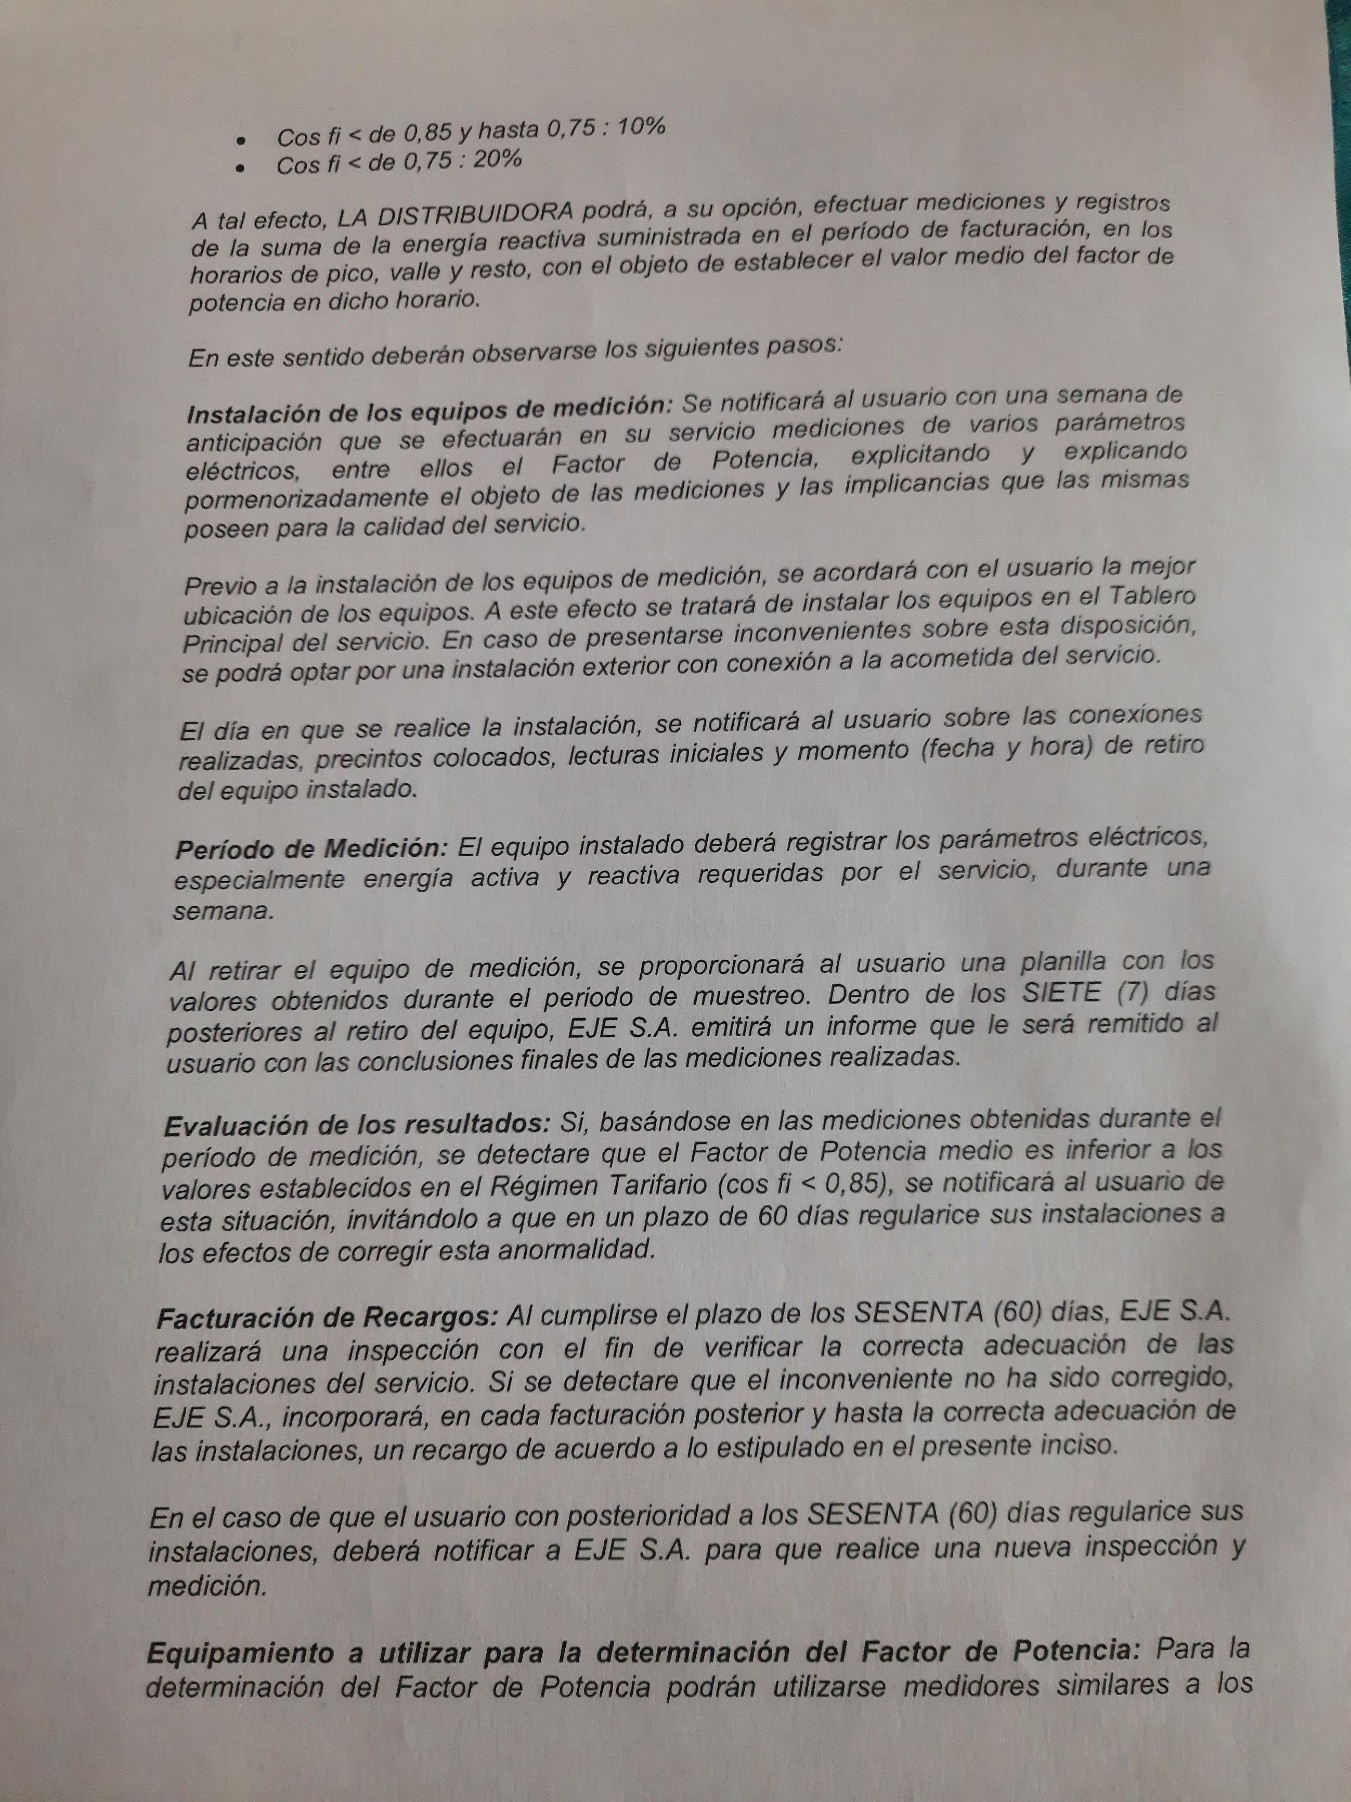 • Cos fi < de 0,85 y hasta 0,75 : 10%
• Cos fi < de 0,75 : 20%
A tal efecto, LA DISTRIBUIDORA podrá, a su opción, efectuar mediciones y registros
de la suma de la energía reactiva suministrada en el período de facturación, en los
horarios de pico, valle y resto, con el objeto de establecer el valor medio del factor de
potencia en dicho horario.
En este sentido deberán observarse los siguientes pasos:
Instalación de los equipos de medición: Se notificará al usuario con una semana de
anticipación que se efectuarán en su servicio mediciones de varios parámetros
eléctricos, entre ellos el Factor de Potencia, explicitando y explicando
pormenorizadamente el objeto de las mediciones y las implicancias que las mismas
poseen para la calidad del servicio.
Previo a la instalación de los equipos de medición, se acordará con el usuario la mejor
ubicación de los equipos. A este efecto se tratará de instalar los equipos en el Tablero
Principal del servicio. En caso de presentarse inconvenientes sobre esta disposición,
se podrá optar por una instalación exterior con conexión a la acometida del servicio.
El día en que se realice la instalación, se notificará al usuario sobre las conexiones
realizadas, precintos colocados, lecturas iniciales y momento (fecha y hora) de retiro
del equipo instalado.
Período de Medición: El equipo instalado deberá registrar los parámetros eléctricos,
especialmente energía activa y reactiva requeridas por el servicio, durante una
semana.
Al retirar el equipo de medición, se proporcionará al usuario una planilla con los
valores obtenidos durante el periodo de muestreo. Dentro de los SIETE (7) días
posteriores al retiro del equipo, EJE S.A. emitirá un informe que le será remitido al
usuario con las conclusiones finales de las mediciones realizadas.
Evaluación de los resultados: Si, basándose en las mediciones obtenidas durante el
período de medición, se detectare que el Factor de Potencia medio es inferior a los
valores establecidos en el Régimen Tarifario (cos fi < 0,85), se notificará al usuario de
esta situación, invitándolo a que en un plazo de 60 días regularice sus instalaciones a
los efectos de corregir esta anormalidad.
Facturación de Recargos: Al cumplirse el plazo de los SESENTA (60) días, EJE S.A.
realizará una inspección con el fin de verificar la correcta adecuación de las
instalaciones del servicio. Si se detectare que el inconveniente no ha sido corregido,
EJE S.A., incorporará, en cada facturación posterior y hasta la correcta adecuación de
las instalaciones, un recargo de acuerdo a lo estipulado en el presente inciso.
En el caso de que el usuario con posterioridad a los SESENTA (60) días regularice sus
instalaciones, deberá notificar a EJE S.A. para que realice una nueva inspección y
medición.
Equipamiento a utilizar para la determinación del Factor de Potencia: Para la
determinación del Factor de Potencia podrán utilizarse medidores similares a los